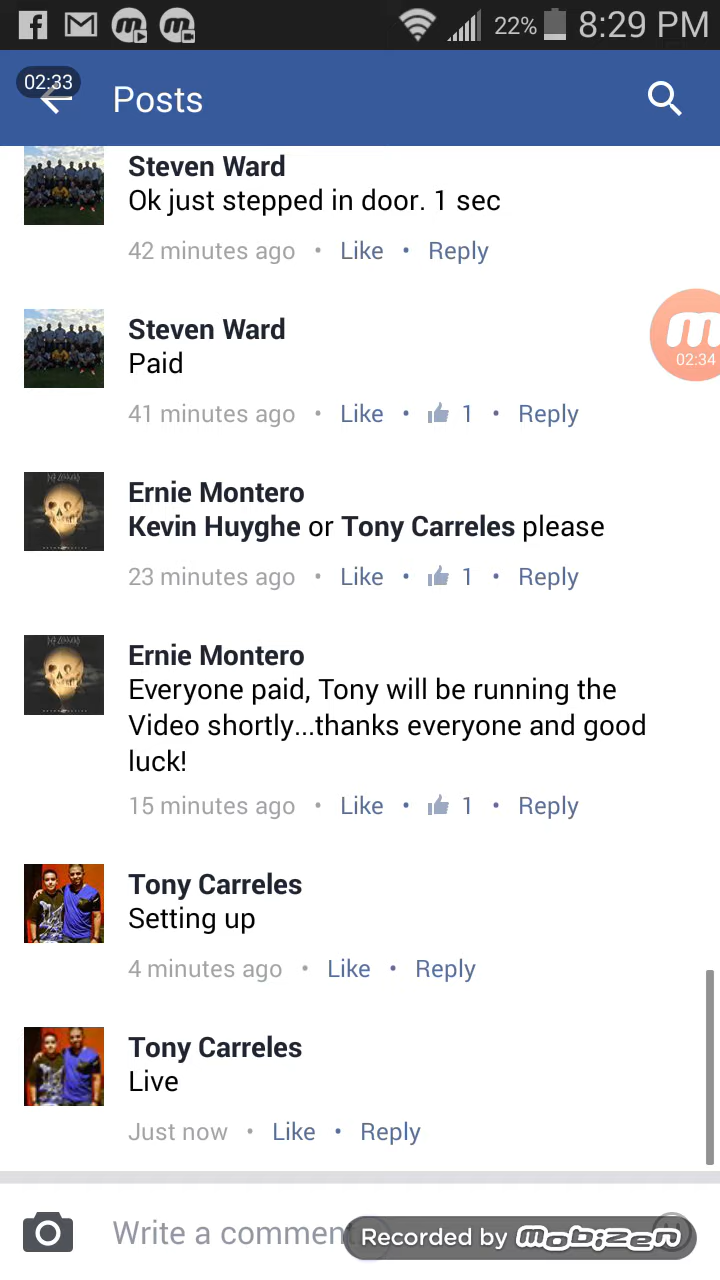 22% 8:29 PM
02:33
Posts
Steven Ward
Ok just stepped in door. 1 sec
42 minutes ago • Like • Reply
Steven Ward
Paid
02:34
41 minutes ago • Like • 1 • Reply
Ernie Montero
Kevin Huyghe or Tony Carreles please
23 minutes ago • Like • 1 • Reply
Ernie Montero
Everyone paid, Tony will be running the
Video shortly...thanks everyone and good
luck!
15 minutes ago • Like • 1 • Reply
Tony Carreles
Setting up
4 minutes ago • Like • Reply
Tony Carreles
Live
Just now • Like • Reply
Write a commen
Recorded by mobizen